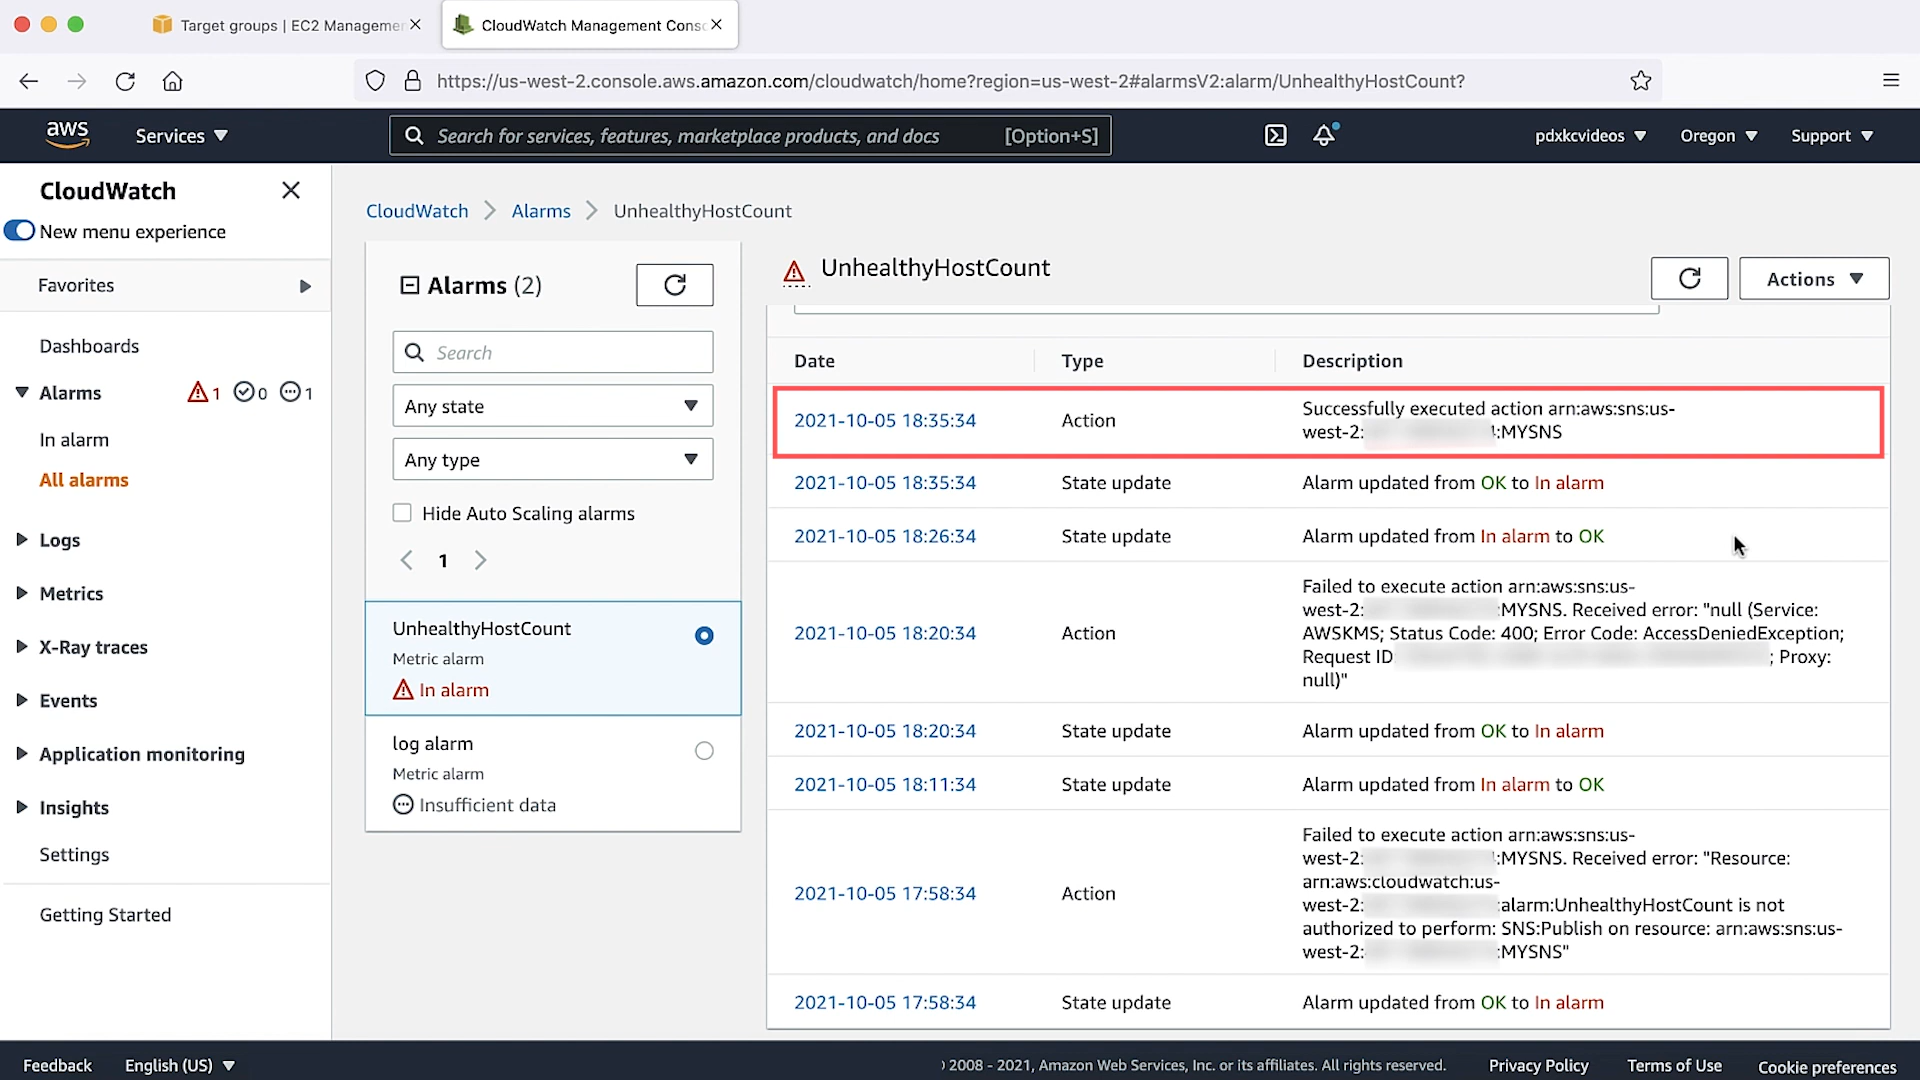 Target groups | EC2 Manageme
CloudWatch Management Cons
https://us-west-2.console.aws.amazon.com/cloudwatch/home?region=us-west-2#alarmsV2:alarm/UnhealthyHostCount?
aws
Services
Search for services, features, marketplace products, and docs
[Option+S]
pdxkcvideos
Oregon
Support
CloudWatch
New menu experience
Favorites
Dashboards
Alarms
1
0
1
In alarm
All alarms
Logs
Metrics
X-Ray traces
Events
Application monitoring
Insights
Settings
Getting Started
CloudWatch
Alarms
UnhealthyHostCount
Alarms (2)
Search
Any state
Any type
Hide Auto Scaling alarms
1
UnhealthyHostCount
Metric alarm
In alarm
log alarm
Metric alarm
Insufficient data
UnhealthyHostCount
Actions
Date
Type
Description
2021-10-05 18:35:34
Action
Successfully executed action arn:aws:sns:us-
west-2: :MYSNS
2021-10-05 18:35:34
State update
Alarm updated from OK to In alarm
2021-10-05 18:26:34
State update
Alarm updated from In alarm to OK
2021-10-05 18:20:34
Action
Failed to execute action arn:aws:sns:us-
west-2: :MYSNS. Received error: "null (Service:
AWSKMS; Status Code: 400; Error Code: AccessDeniedException;
Request ID ; Proxy:
null)"
2021-10-05 18:20:34
State update
Alarm updated from OK to In alarm
2021-10-05 18:11:34
State update
Alarm updated from In alarm to OK
2021-10-05 17:58:34
Action
Failed to execute action arn:aws:sns:us-
west-2: :MYSNS. Received error: "Resource:
arn:aws:cloudwatch:us-
west-2: :alarm:UnhealthyHostCount is not
authorized to perform: SNS:Publish on resource: arn:aws:sns:us-
west-2: :MYSNS"
2021-10-05 17:58:34
State update
Alarm updated from OK to In alarm
Feedback
English (US)
2008 - 2021, Amazon Web Services, Inc. or its affiliates. All rights reserved.
Privacy Policy
Terms of Use
Cookie preferences